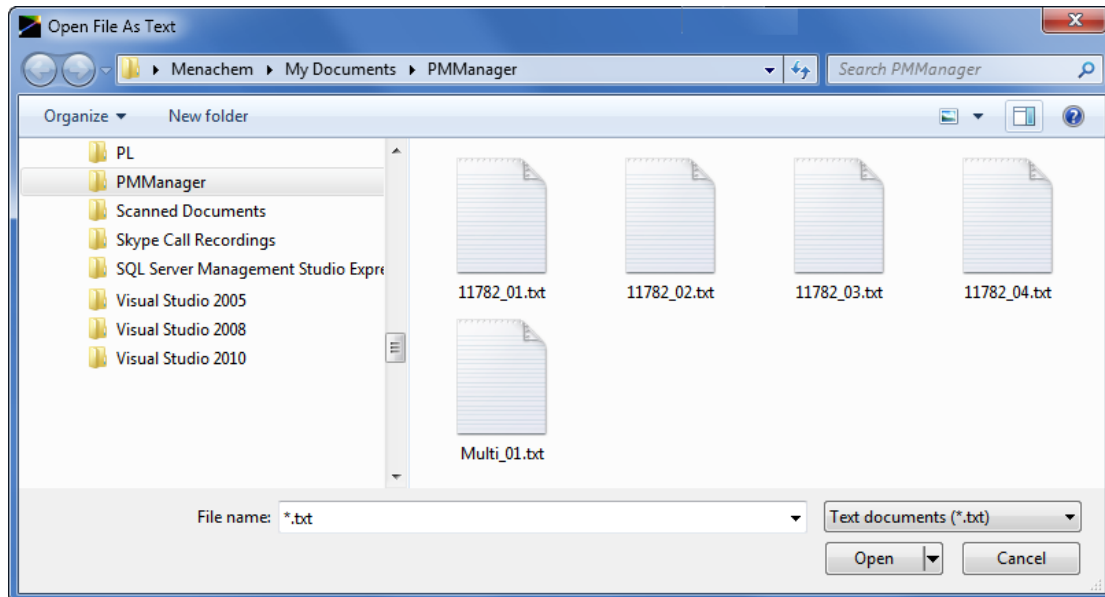 Open File As Text
Menachem My Documents PMManager
Search PMManager
Organize New folder
PL
PMManager
Scanned Documents
Skype Call Recordings
SQL Server Management Studio Expre
Visual Studio 2005
Visual Studio 2008
Visual Studio 2010
11782_01.txt 11782_02.txt 11782_03.txt 11782_04.txt
Multi_01.txt
File name: *.txt Text documents (*.txt)
Open Cancel